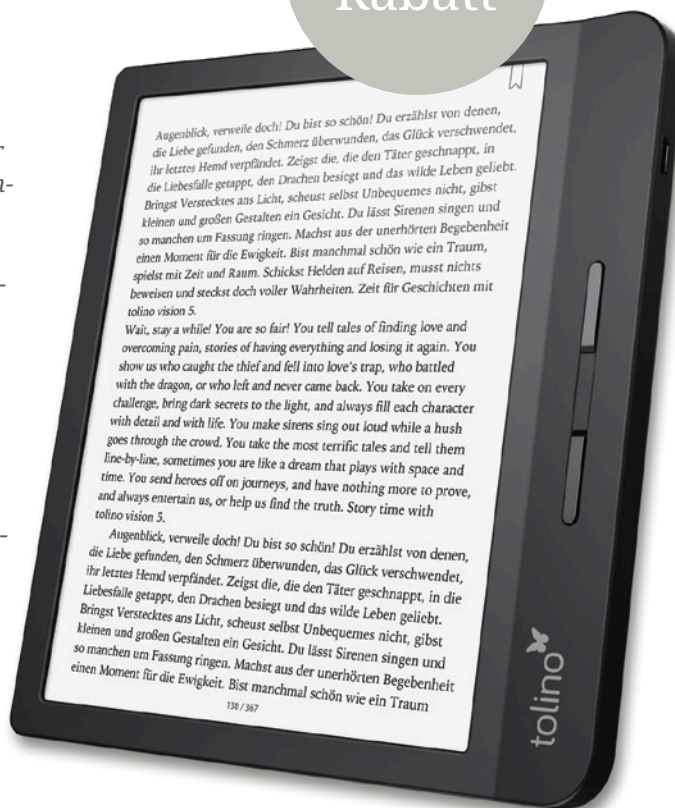 Rabatt
Augenblick, verweile doch! Du bist so schön! Du erzählst von denen,
die Liebe gefunden, den Schmerz überwunden, das Glück verschwendet,
ihr letztes Hemd verpfändet. Zeigst die, die den Täter geschnappt, in
die Liebesfalle getappt, den Drachen besiegt und das wilde Leben geliebt.
Bringst Verstecktes ans Licht, scheust selbst Unbequemes nicht, gibst
kleinen und großen Gestalten ein Gesicht. Du lässt Sirenen singen und
so manchen um Fassung ringen. Machst aus der unerhörten Begebenheit
einen Moment für die Ewigkeit. Bist manchmal schön wie ein Traum,
spielst mit Zeit und Raum. Schickst Helden auf Reisen, musst nichts
beweisen und steckst doch voller Wahrheiten. Zeit für Geschichten mit
tolino vision 5.
Wait, stay a while! You are so fair! You tell tales of finding love and
overcoming pain, stories of having everything and losing it again. You
show us who caught the thief and fell into love's trap, who battled
with the dragon, or who left and never came back. You take on every
challenge, bring dark secrets to the light, and always fill each character
with detail and with life. You make sirens sing out loud while a hush
goes through the crowd. You take the most terrific tales and tell them
line-by-line, sometimes you are like a dream that plays with space and
time. You send heroes off on journeys, and have nothing more to prove,
and always entertain us, or help us find the truth. Story time with
tolino vision 5.
Augenblick, verweile doch! Du bist so schön! Du erzählst von denen,
die Liebe gefunden, den Schmerz überwunden, das Glück verschwendet,
ihr letztes Hemd verpfändet. Zeigst die, die den Täter geschnappt, in die
Liebesfalle getappt, den Drachen besiegt und das wilde Leben geliebt.
Bringst Verstecktes ans Licht, scheust selbst Unbequemes nicht, gibst
kleinen und großen Gestalten ein Gesicht. Du lässt Sirenen singen und
so manchen um Fassung ringen. Machst aus der unerhörten Begebenheit
einen Moment für die Ewigkeit. Bist manchmal schön wie ein Traum
138 / 367
tolino